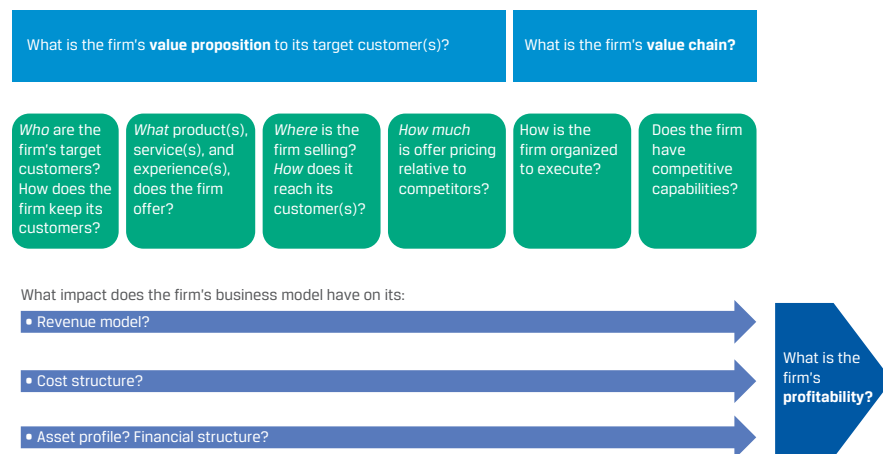 What is the firm's value proposition to its target customer(s)?
What is the firm's value chain?
Who are the
firm's target
customers?
How does the
firm keep its
customers?
What product(s),
service(s), and
experience(s),
does the firm
offer?
Where is the
firm selling?
How does it
reach its
customer(s)?
How much
is offer pricing
relative to
competitors?
How is the
firm organized
to execute?
Does the firm
have
competitive
capabilities?
What impact does the firm's business model have on its:
• Revenue model?
• Cost structure?
• Asset profile? Financial structure?
What is the
firm's
profitability?